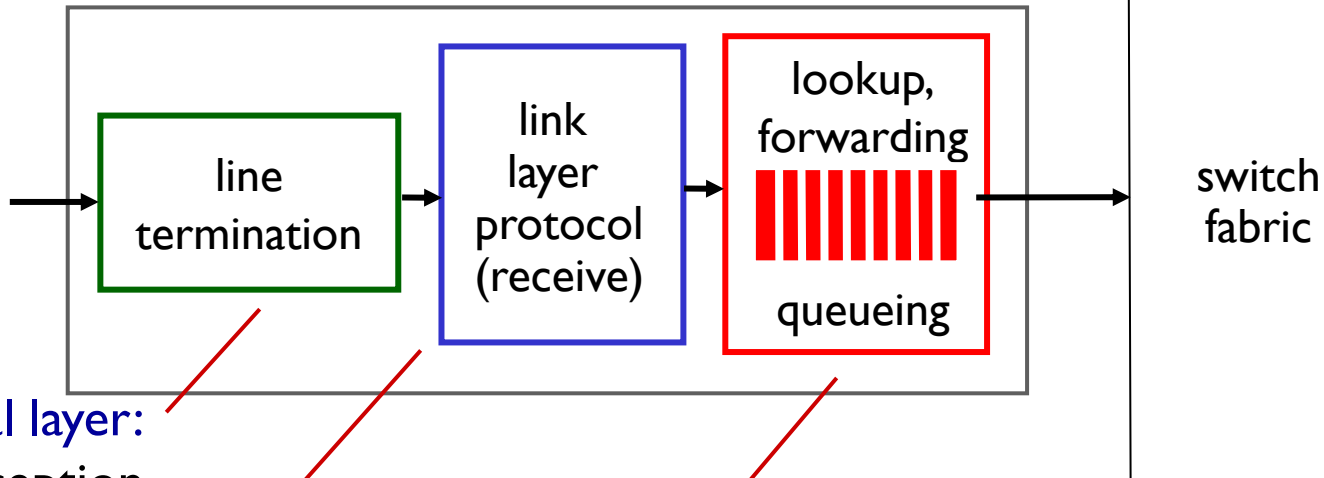 line
termination
link
layer
protocol
(receive)
lookup,
forwarding
queueing
switch
fabric
layer: